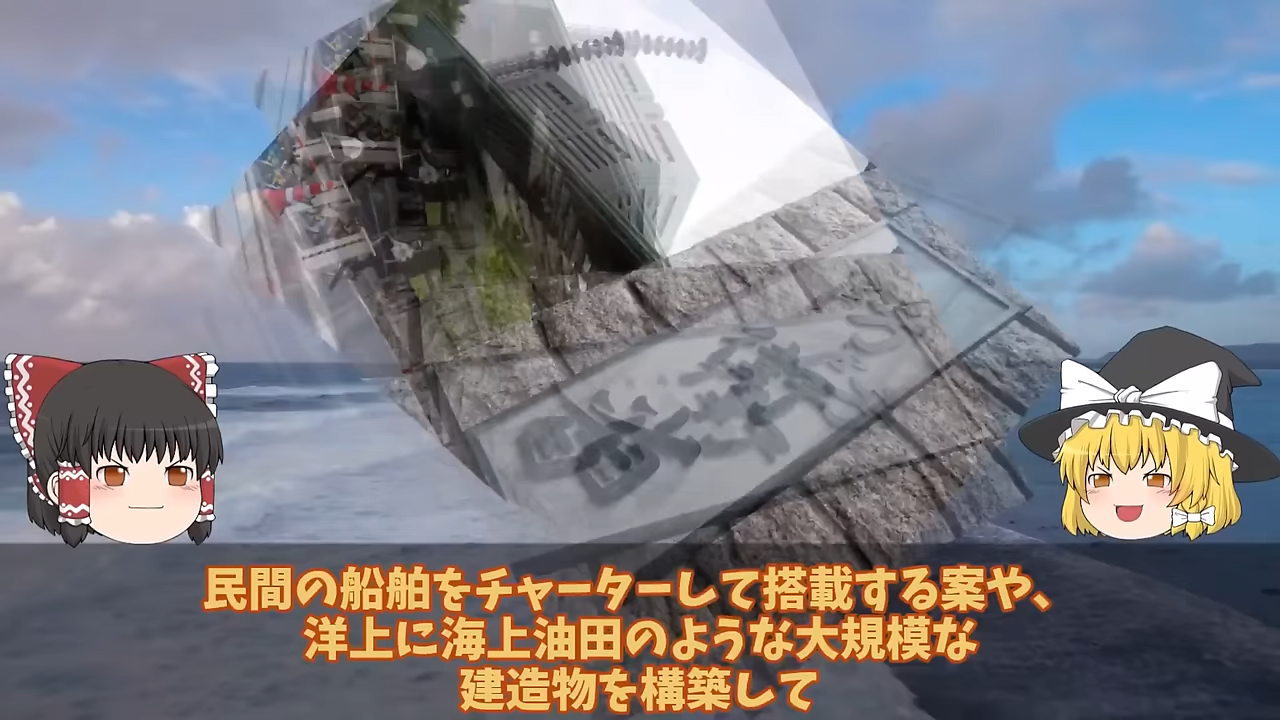 民間の船舶をチャーターして搭載する案や、
洋上に海上油田のような大規模な
建造物を構築して